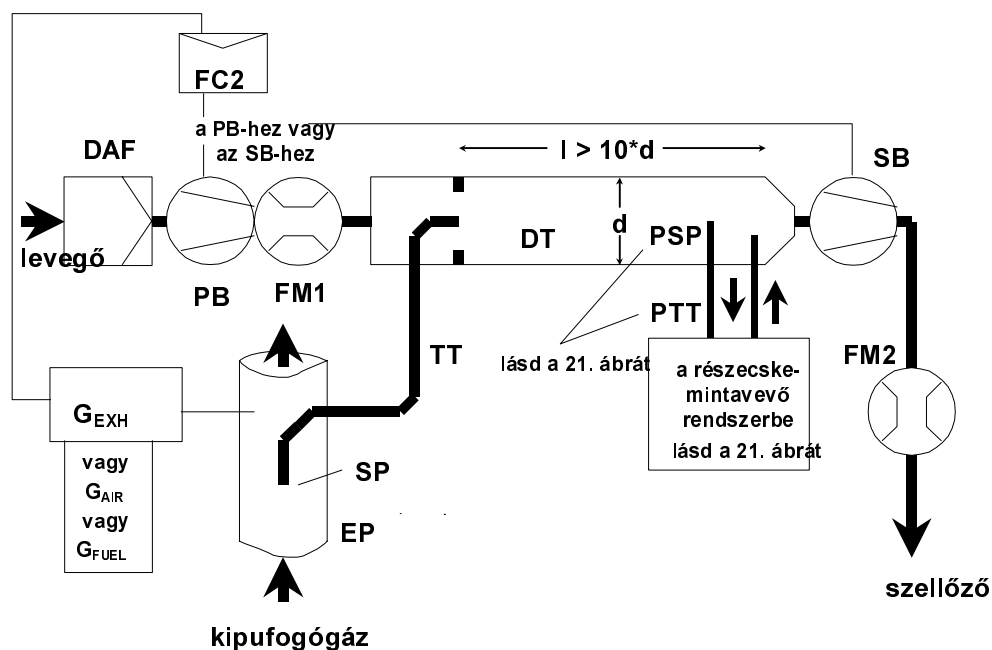 FC2
a PB-hez vagy
az SB-hez
DAF
l > 10*d
SB
levegő
d
DT
PSP
PB
FM1
PTT
TT
lásd a 21. ábrát
FM2
a részecske-
mintavevő
rendszerbe
lásd a 21. ábrát
GEXH
vagy
GAIR
vagy
GFUEL
SP
EP
szellőző
kipufogógáz